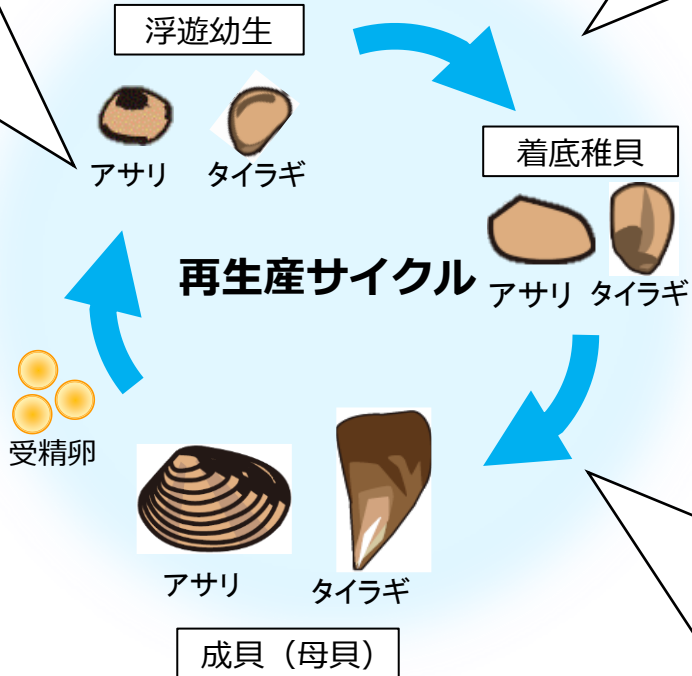 浮遊幼生
アサリ タイラギ
着底稚貝
アサリ タイラギ
再生産サイクル
受精卵
アサリ タイラギ
成貝（母貝）